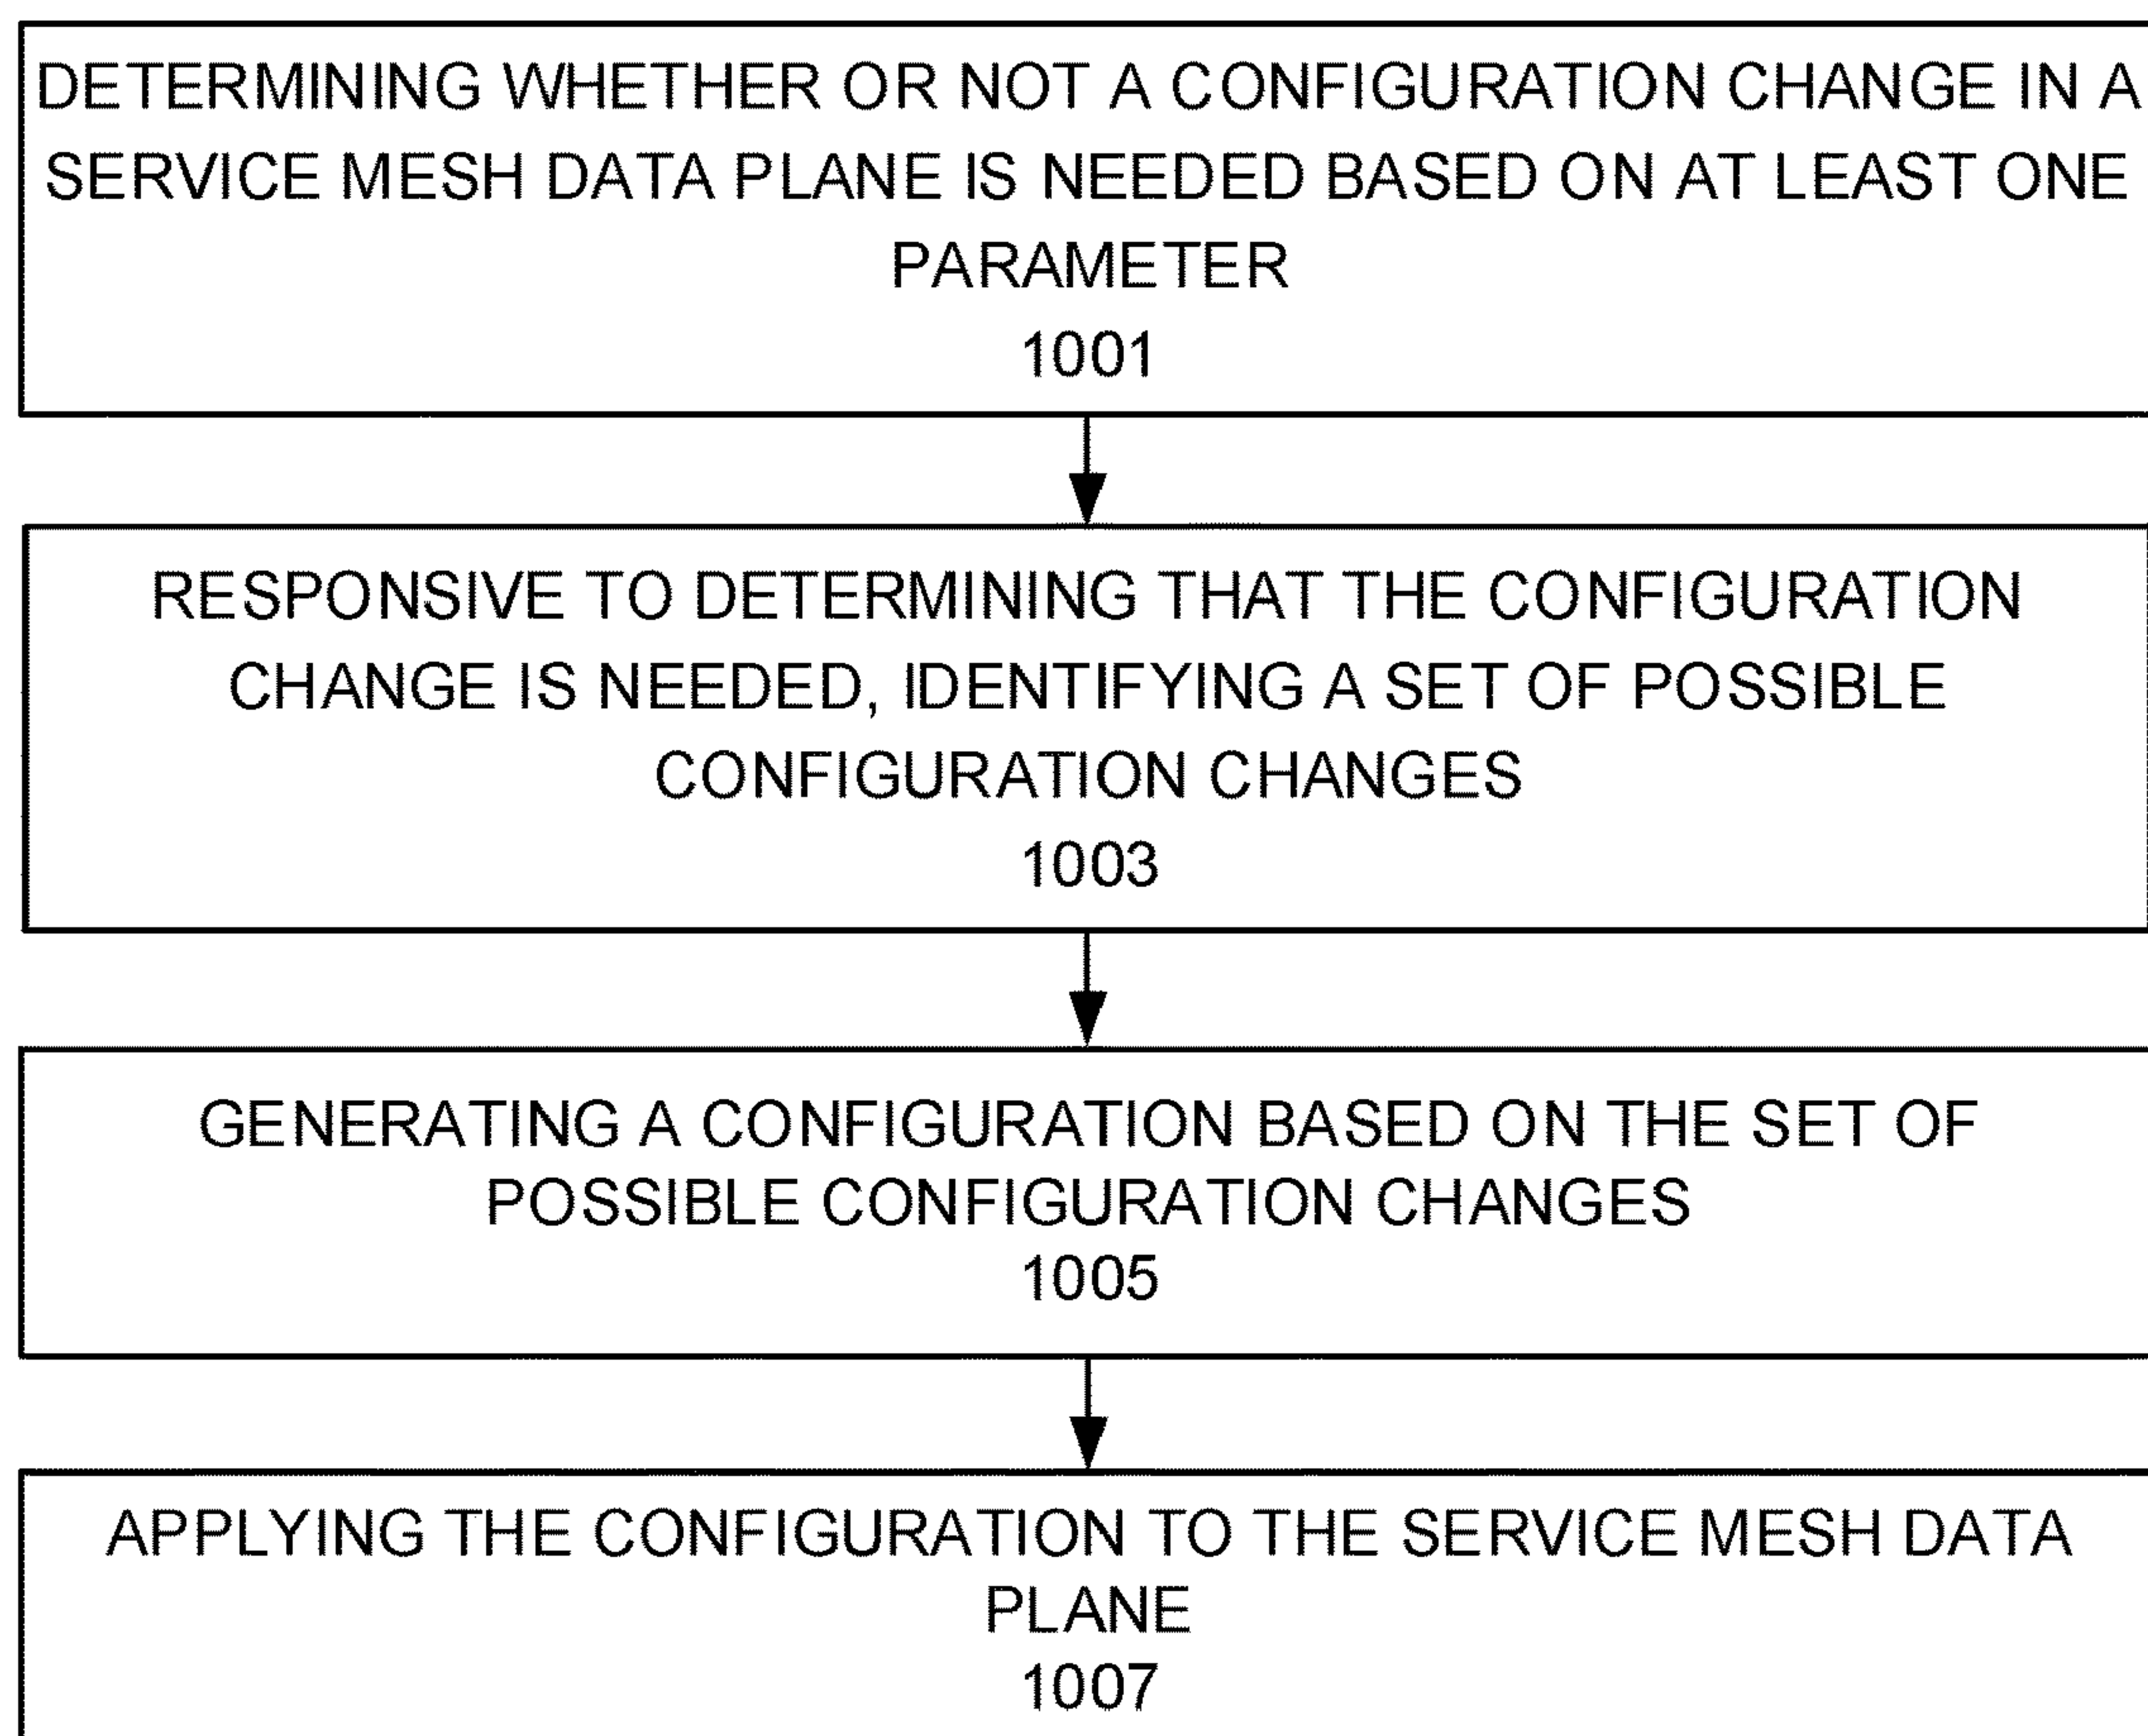 DETERMINING WHETHER OR NOT A CONFIGURATION CHANGE IN A
SERVICE MESH DATA PLANE IS NEEDED BASED ON AT LEAST ONE
PARAMETER
1001
RESPONSIVE TO DETERMINING THAT THE CONFIGURATION
CHANGE IS NEEDED, IDENTIFYING A SET OF POSSIBLE
CONFIGURATION CHANGES
1003
GENERATING A CONFIGURATION BASED ON THE SET OF
POSSIBLE CONFIGURATION CHANGES
1005
APPLYING THE CONFIGURATION TO THE SERVICE MESH DATA
PLANE
1007